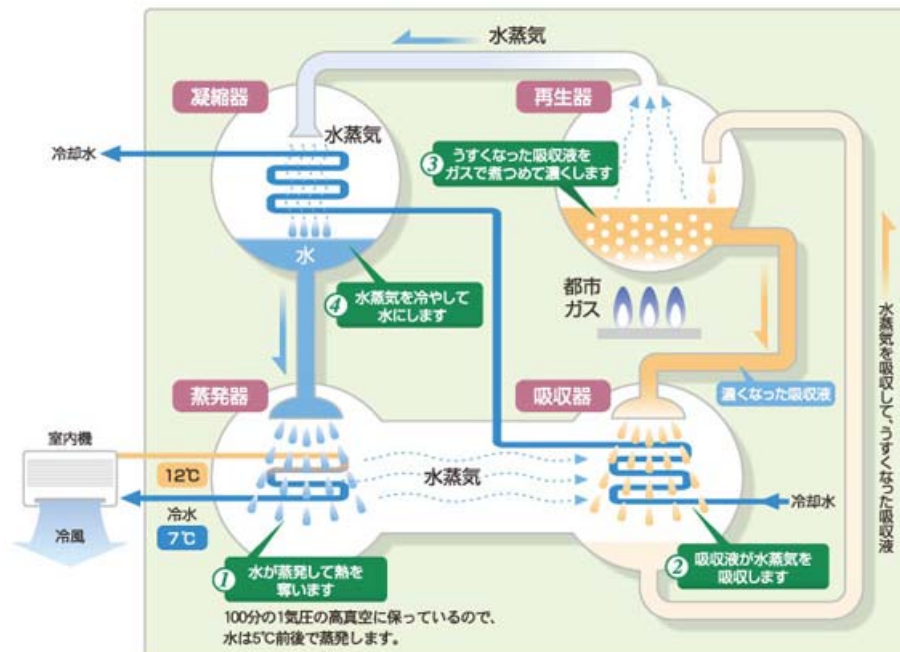 水蒸気
凝縮器
再生器
水蒸気
冷却水
③ うすくなった吸収液を
ガスで煮つめて濃くします
水
④ 水蒸気を冷やして
水にします
都市
ガス
水蒸気を吸収して、うすくなった吸収液
濃くなった吸収液
蒸発器
吸収器
室内機
12℃
水蒸気
冷却水
冷水
7℃
冷風
① 水が蒸発して熱を
奪います
② 吸収液が水蒸気を
吸収します
100分の1気圧の高真空に保っているので、
水は5℃前後で蒸発します。